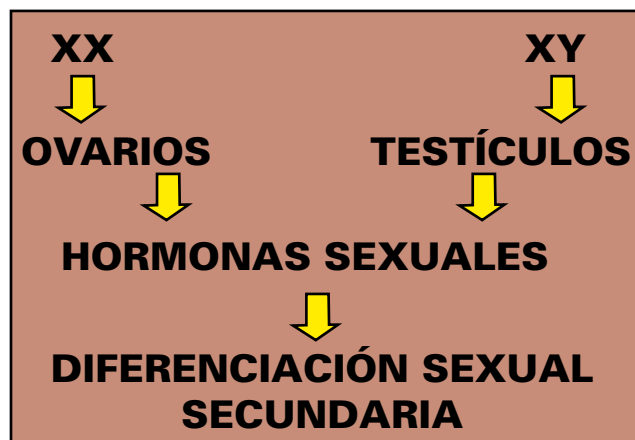 XX XY
OVARIOS TESTÍCULOS
HORMONAS SEXUALES
DIFERENCIACIÓN SEXUAL
SECUNDARIA